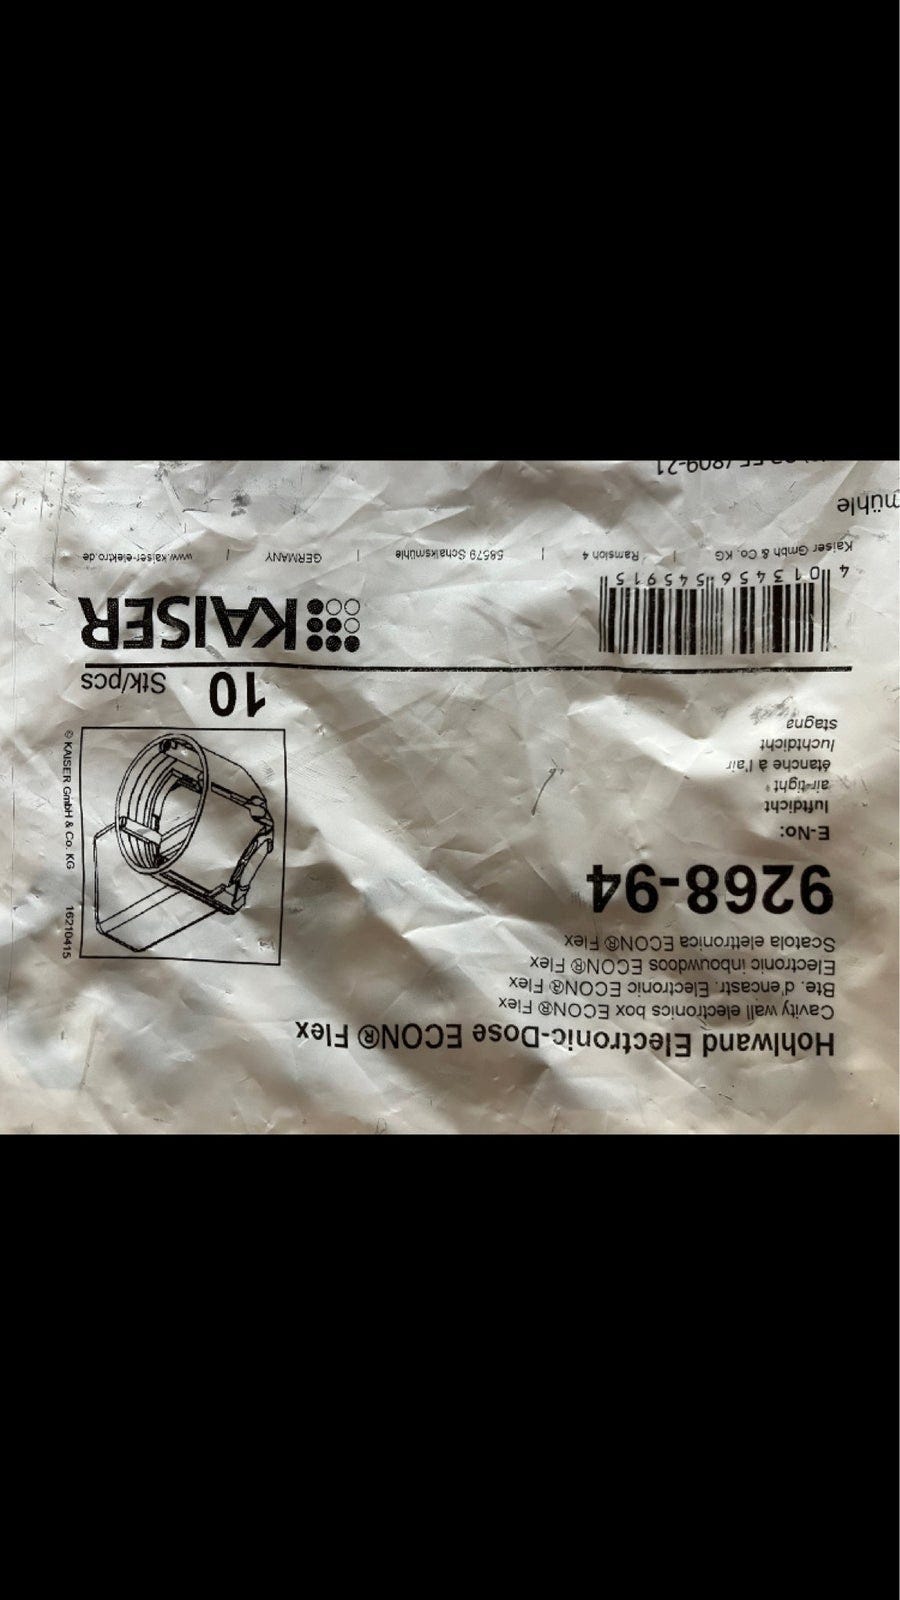 Hohlwand Electronic-Dose ECON® Flex
Cavity wall electronics box ECON® Flex
Bte. d'encastr. Electronic ECON® Flex
Electronic inbouwdoos ECON® Flex
Scatola elettronica ECON® Flex
9268-94
E-No:
luftdicht
air-tight
étanche à l'air
luchtdicht
stagna
© KAISER GmbH & Co. KG 16210415
10 Stk/pcs
4 013456 545915
KAISER
Kaiser Gmbh & Co. KG | Ramsloh 4 | 58579 Schalksmühle | GERMANY | www.kaiser-elektro.de
mühle
/809-21